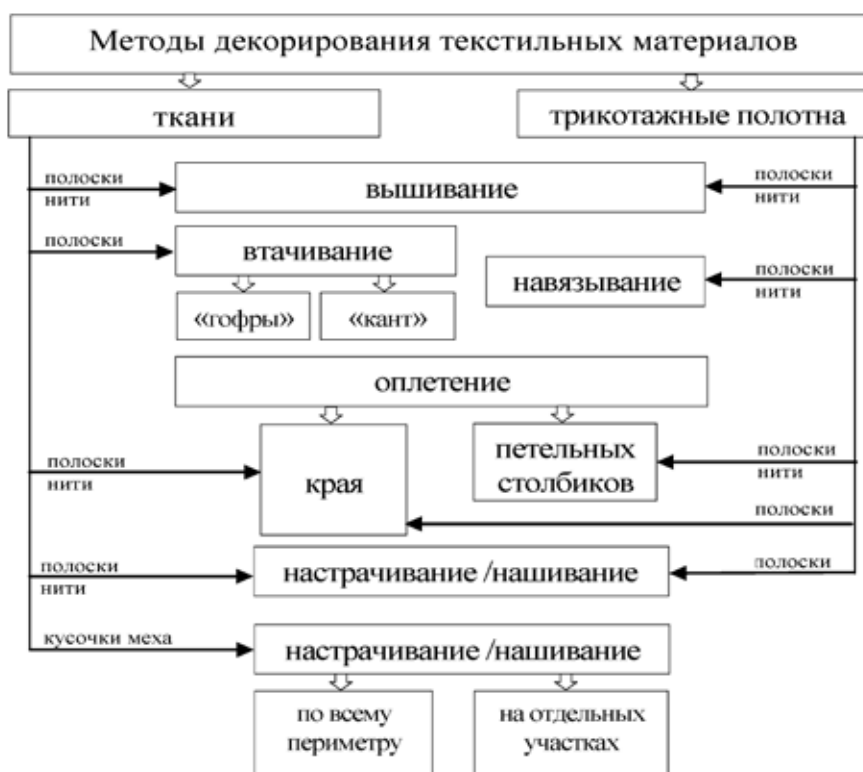 Методы декорирования текстильных материалов
ткани
трикотажные полотна
полоски
нити
вышивание
полоски
нити
полоски
втачивание
навязывание
полоски
нити
«гофры»
«кант»
оплетение
полоски
нити
края
петельных
столбиков
полоски
нити
полоски
полоски
нити
настрачивание /нашивание
полоски
кусочки меха
настрачивание /нашивание
по всему
периметру
на отдельных
участках